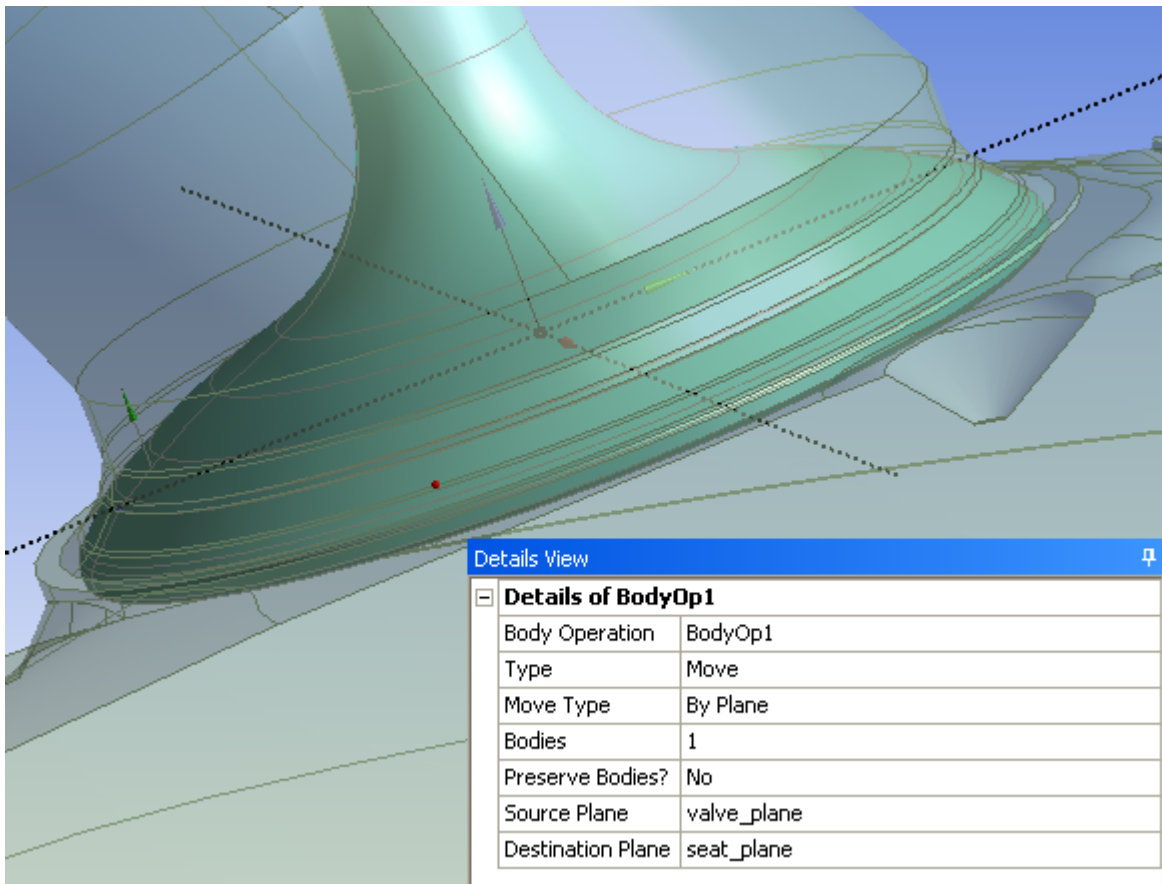 Details View
Details of BodyOp1
Body Operation BodyOp1
Type Move
Move Type By Plane
Bodies 1
Preserve Bodies? No
Source Plane valve_plane
Destination Plane seat_plane